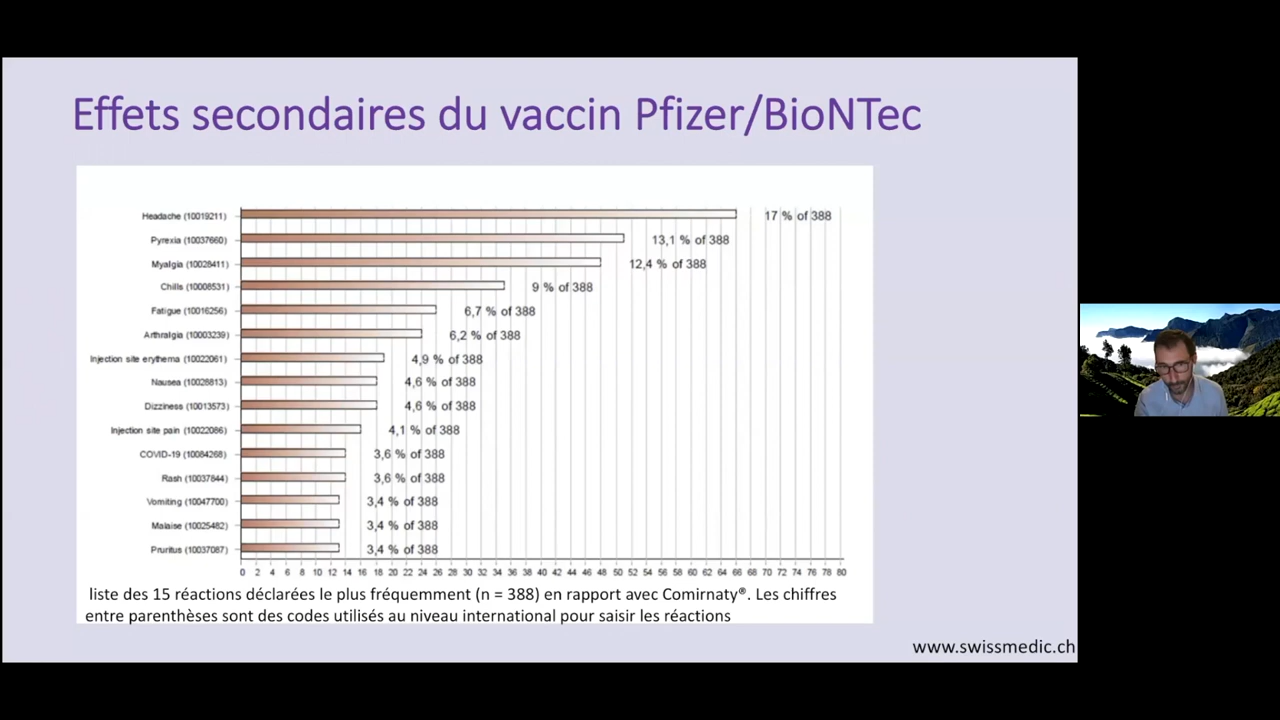 Effets secondaires du vaccin Pfizer/BioNTec
Headache (10019211) 17 % of 388
Pyrexia (10037660) 13,1 % of 388
Myalgia (10028411) 12,4 % of 388
Chills (10008531) 9 % of 388
Fatigue (10016256) 6,7 % of 388
Arthralgia (10003239) 6,2 % of 388
Injection site erythema (10022061) 4,9 % of 388
Nausea (10028813) 4,6 % of 388
Dizziness (10013573) 4,6 % of 388
Injection site pain (10022086) 4,1 % of 388
COVID-19 (10084268) 3,6 % of 388
Rash (10037844) 3,6 % of 388
Vomiting (10047700) 3,4 % of 388
Malaise (10025482) 3,4 % of 388
Pruritus (10037087) 3,4 % of 388
0 2 4 6 8 10 12 14 16 18 20 22 24 26 28 30 32 34 36 38 40 42 44 46 48 50 52 54 56 58 60 62 64 66 68 70 72 74 76 78 80
liste des 15 réactions déclarées le plus fréquemment (n = 388) en rapport avec Comirnaty®. Les chiffres
entre parenthèses sont des codes utilisés au niveau international pour saisir les réactions
www.swissmedic.ch